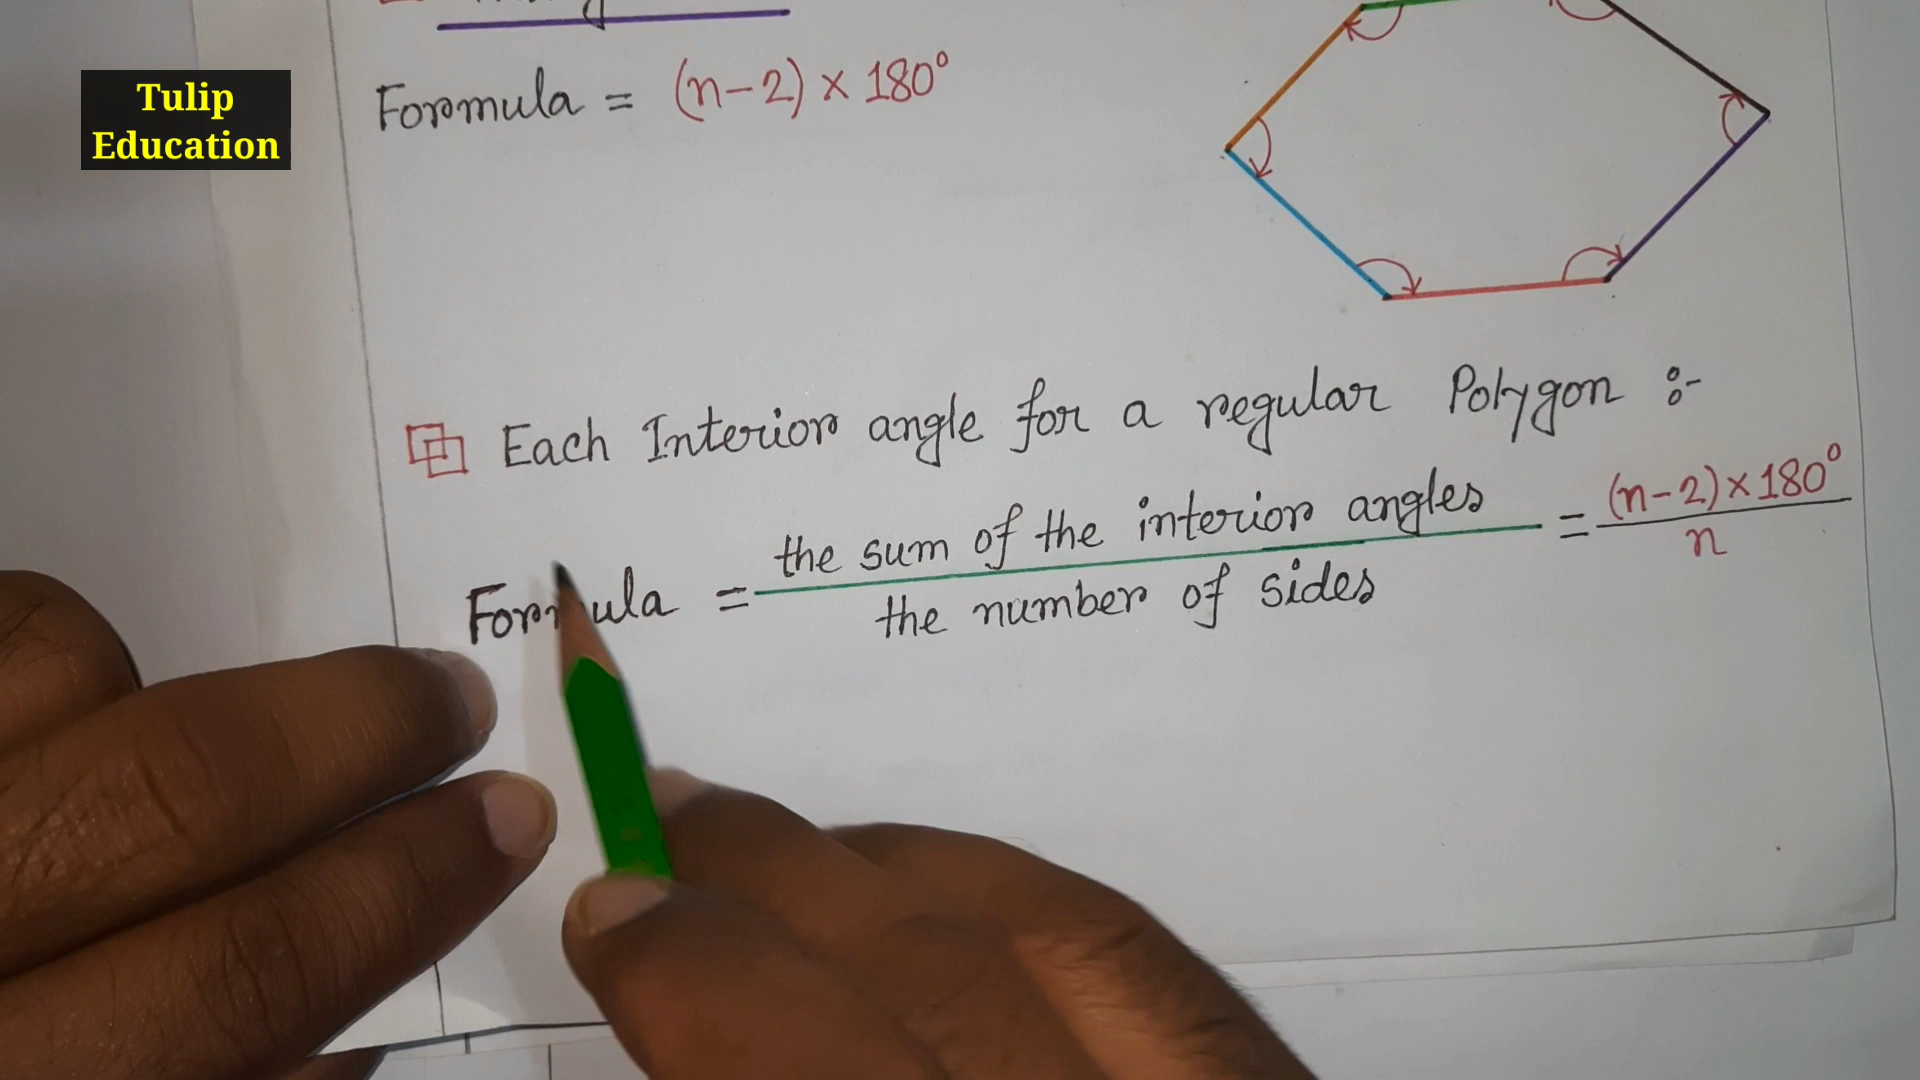 Tulip
Education
Formula = (n-2) × 180°
Each Interior angle for a regular Polygon :-
Formula = the sum of the interior angles / the number of sides = (n-2) × 180° / n